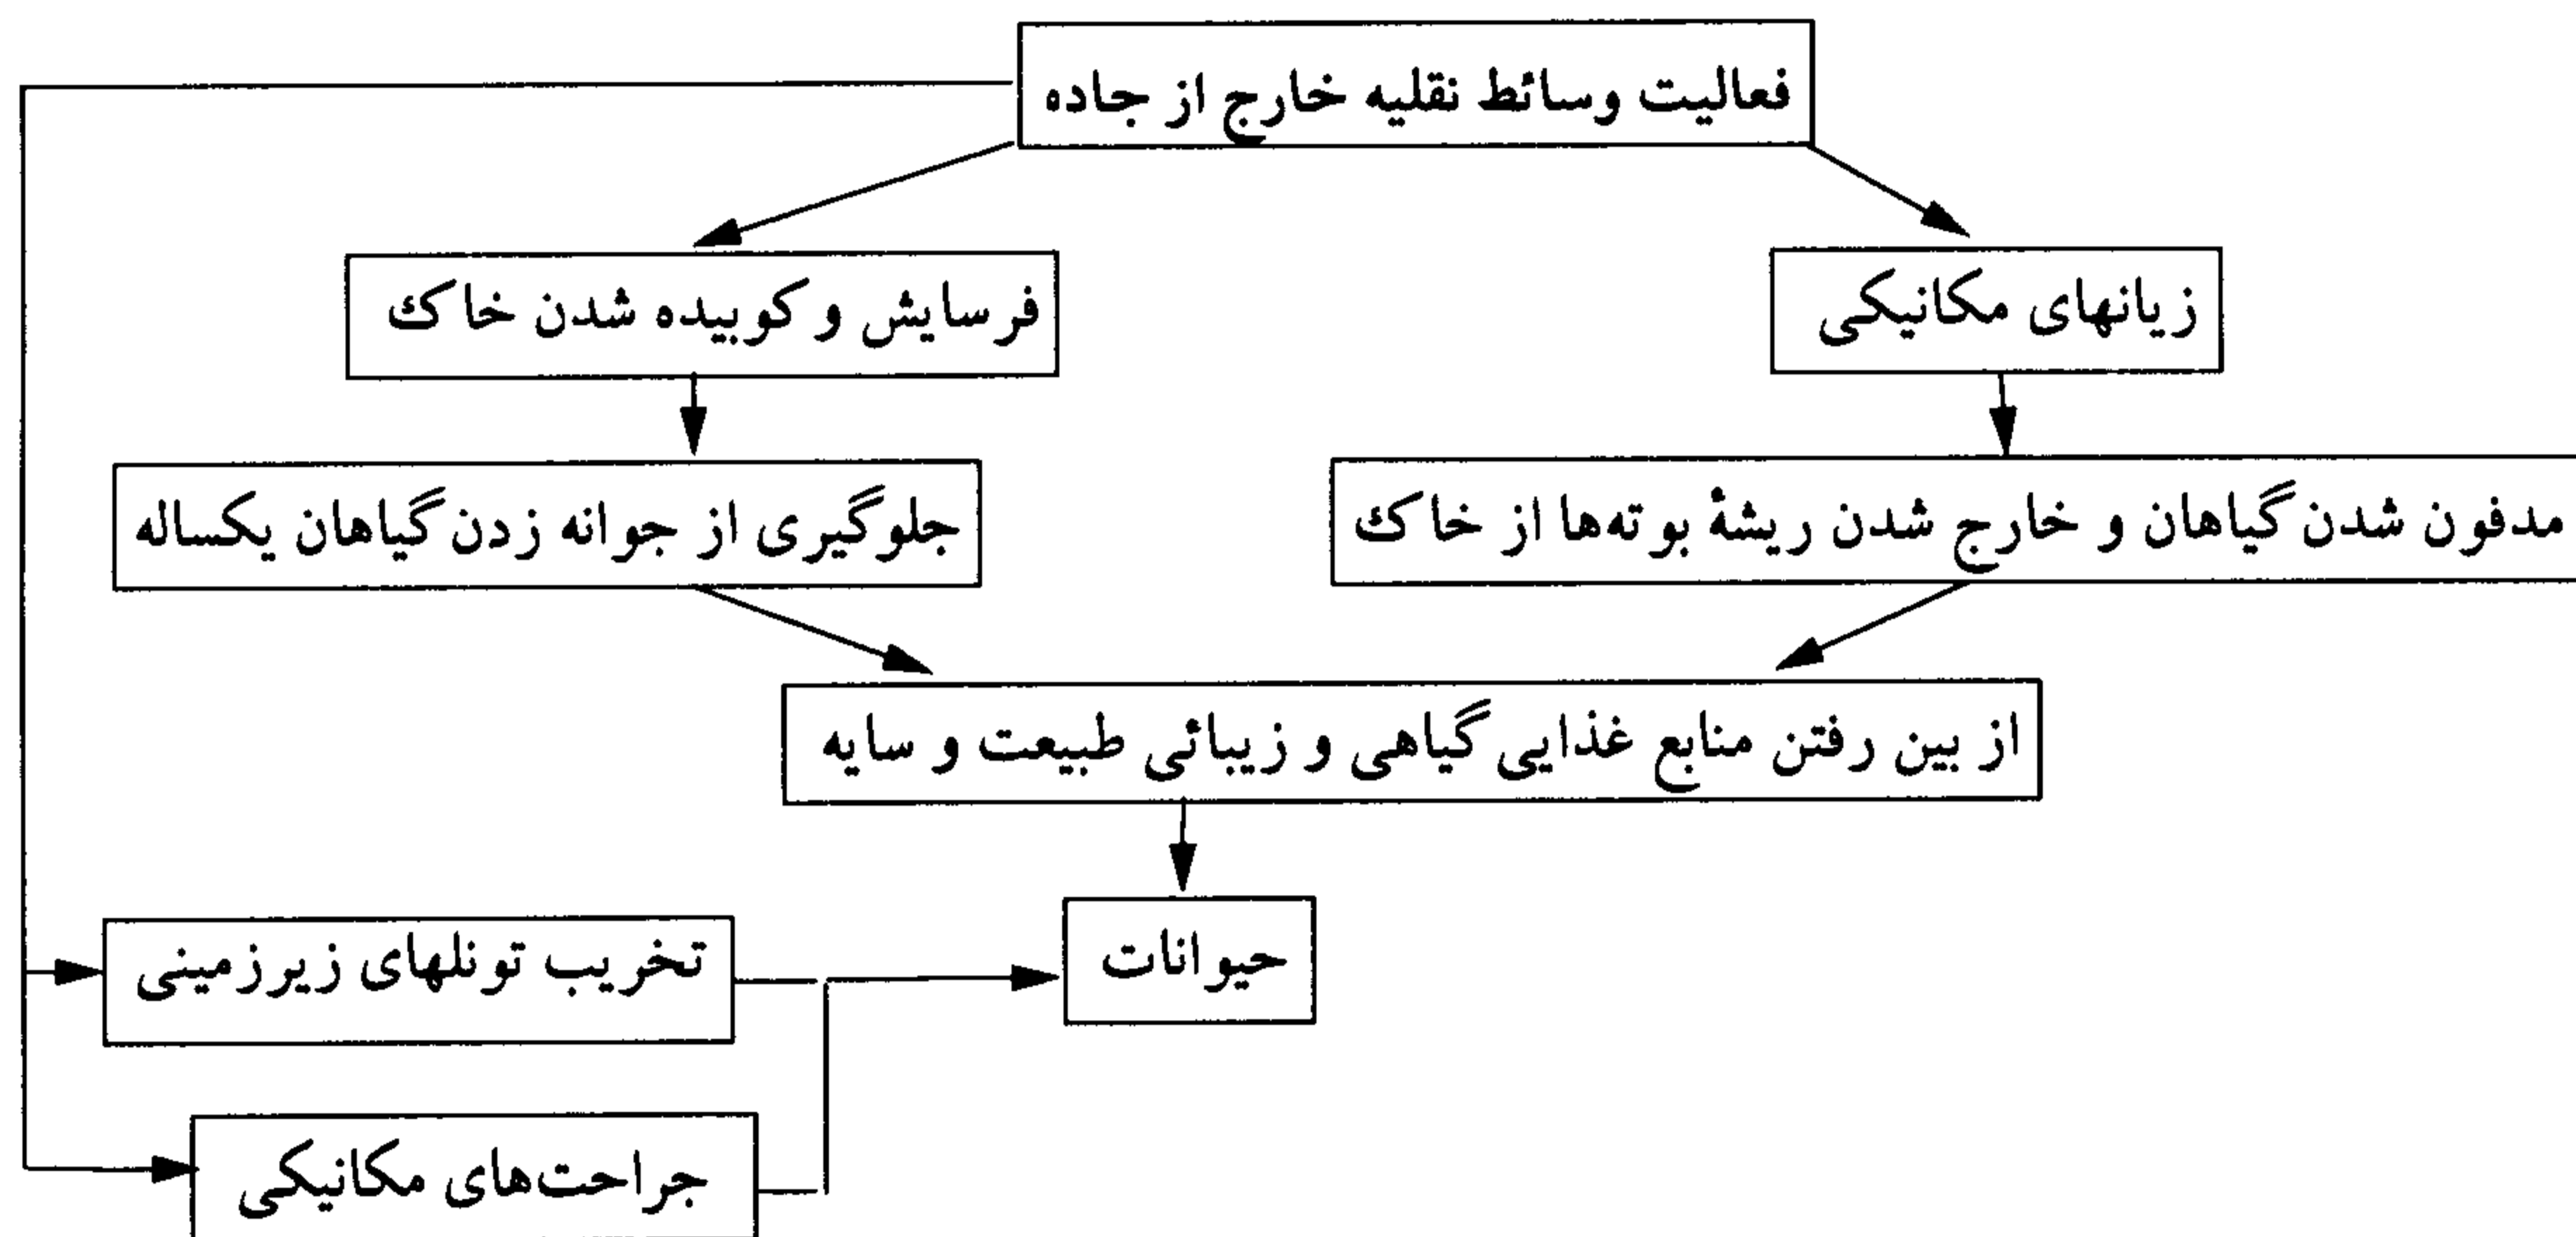 فعالیت وسائط نقلیه خارج از جاده
زیانهای مکانیکی
فرسایش و کوبیده شدن خاک
مدفون شدن گیاهان و خارج شدن ریشهٔ بوته‌ها از خاک
جلوگیری از جوانه زدن گیاهان یکساله
از بین رفتن منابع غذایی گیاهی و زیبائی طبیعت و سایه
حیوانات
تخریب تونلهای زیرزمینی
جراحت‌های مکانیکی